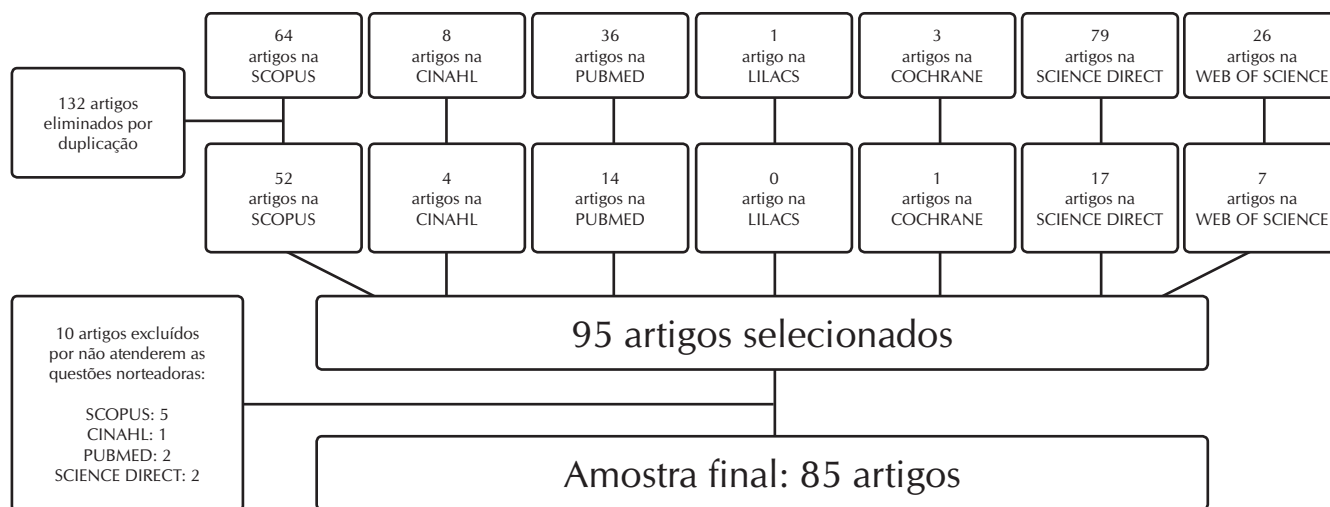 64
artigos na
SCOPUS
8
artigos na
CINAHL
36
artigos na
PUBMED
1
artigo na
LILACS
3
artigos na
COCHRANE
79
artigos na
SCIENCE DIRECT
26
artigos na
WEB OF SCIENCE
132 artigos
eliminados por
duplicação
52
artigos na
SCOPUS
4
artigos na
CINAHL
14
artigos na
PUBMED
0
artigo na
LILACS
1
artigos na
COCHRANE
17
artigos na
SCIENCE DIRECT
7
artigos na
WEB OF SCIENCE
95 artigos selecionados
10 artigos excluídos
por não atenderem as
questões norteadoras:
SCOPUS: 5
CINAHL: 1
PUBMED: 2
SCIENCE DIRECT: 2
Amostra final: 85 artigos